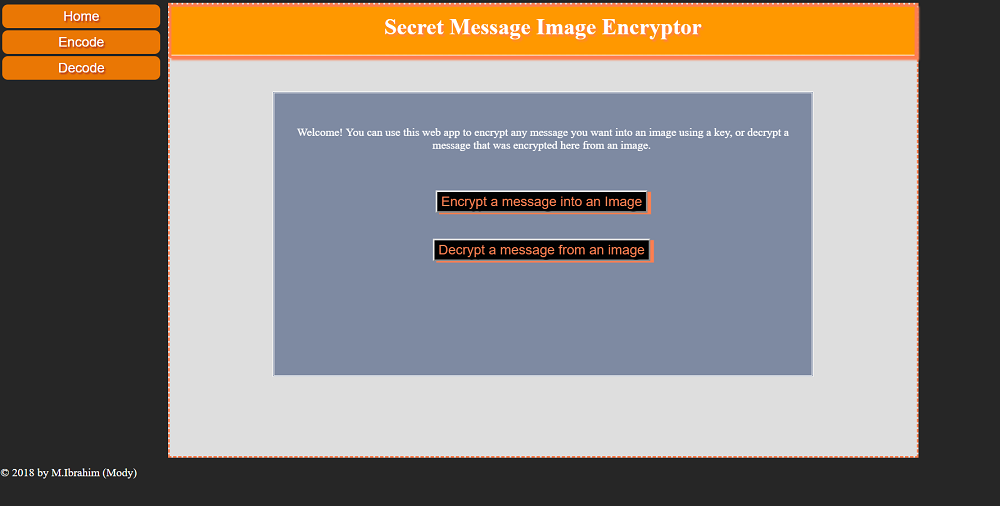 Home
Encode
Decode
Secret Message Image Encryptor
Welcome! You can use this web app to encrypt any message you want into an image using a key, or decrypt a
message that was encrypted here from an image.
Encrypt a message into an Image
Decrypt a message from an image
© 2018 by M.Ibrahim (Mody)